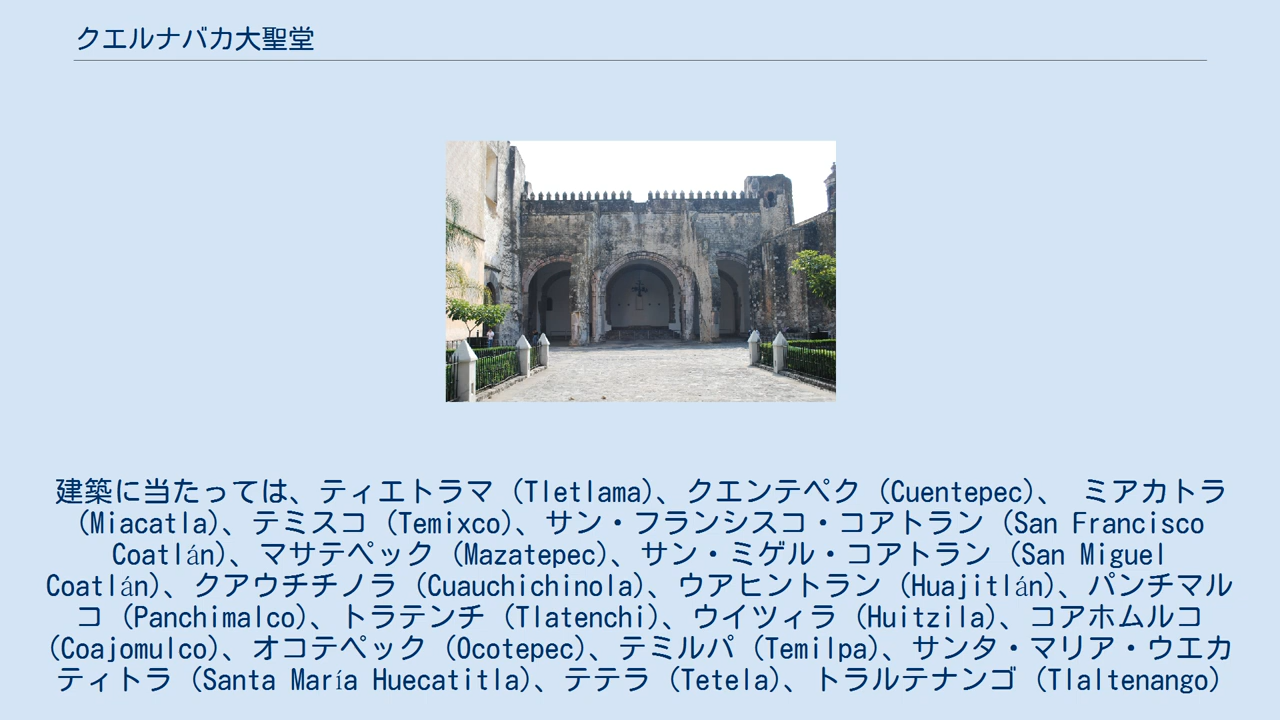 クエルナバカ大聖堂
建築に当たっては、ティエトラマ（Tletlama）、クエンテペク（Cuentepec）、 ミアカトラ
（Miacatla）、テミスコ（Temixco）、サン・フランシスコ・コアトラン（San Francisco
Coatlán）、マサテペック（Mazatepec）、サン・ミゲル・コアトラン（San Miguel
Coatlán）、クアウチチノラ（Cuauchichinola）、ウアヒントラン（Huajitlán）、パンチマル
コ（Panchimalco）、トラテンチ（Tlatenchi）、ウイツィラ（Huitzila）、コアホムルコ
（Coajomulco）、オコテペック（Ocotepec）、テミルパ（Temilpa）、サンタ・マリア・ウエカ
ティトラ（Santa María Huecatitla）、テテラ（Tetela）、トラルテナンゴ（Tlaltenango）